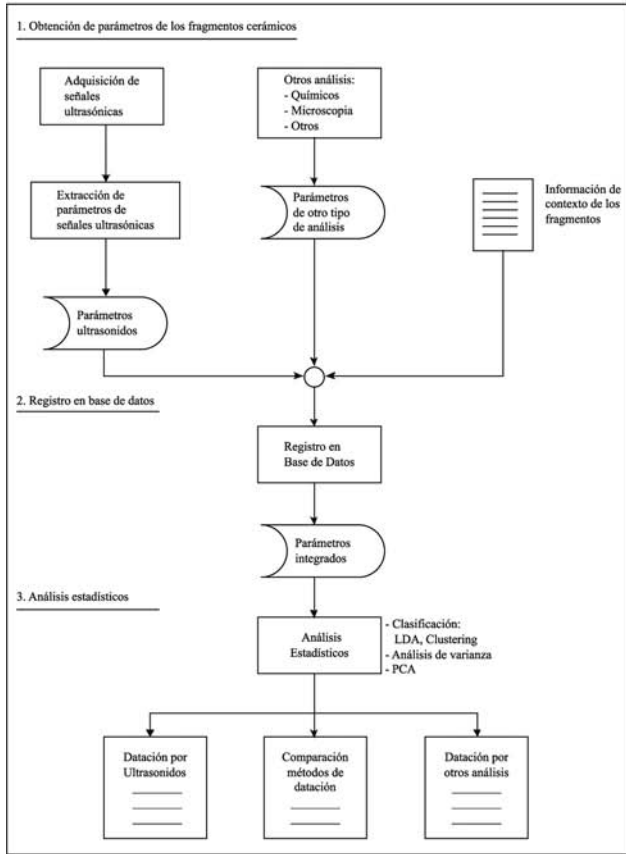 1. Obtención de parámetros de los fragmentos cerámicos
Adquisición de
señales
ultrasónicas
Otros análisis:
- Químicos
- Microscopia
- Otros
Extracción de
parámetros de
señales ultrasónicas
Parámetros
de otro tipo
de análisis
Información de
contexto de los
fragmentos
Parámetros
ultrasonidos
2. Registro en base de datos
Registro en
Base de Datos
Parámetros
integrados
3. Análisis estadísticos
Análisis
Estadísticos
- Clasificación:
LDA, Clustering
- Análisis de varianza
- PCA
Datación por
Ultrasonidos
Comparación
métodos de
datación
Datación por
otros análisis